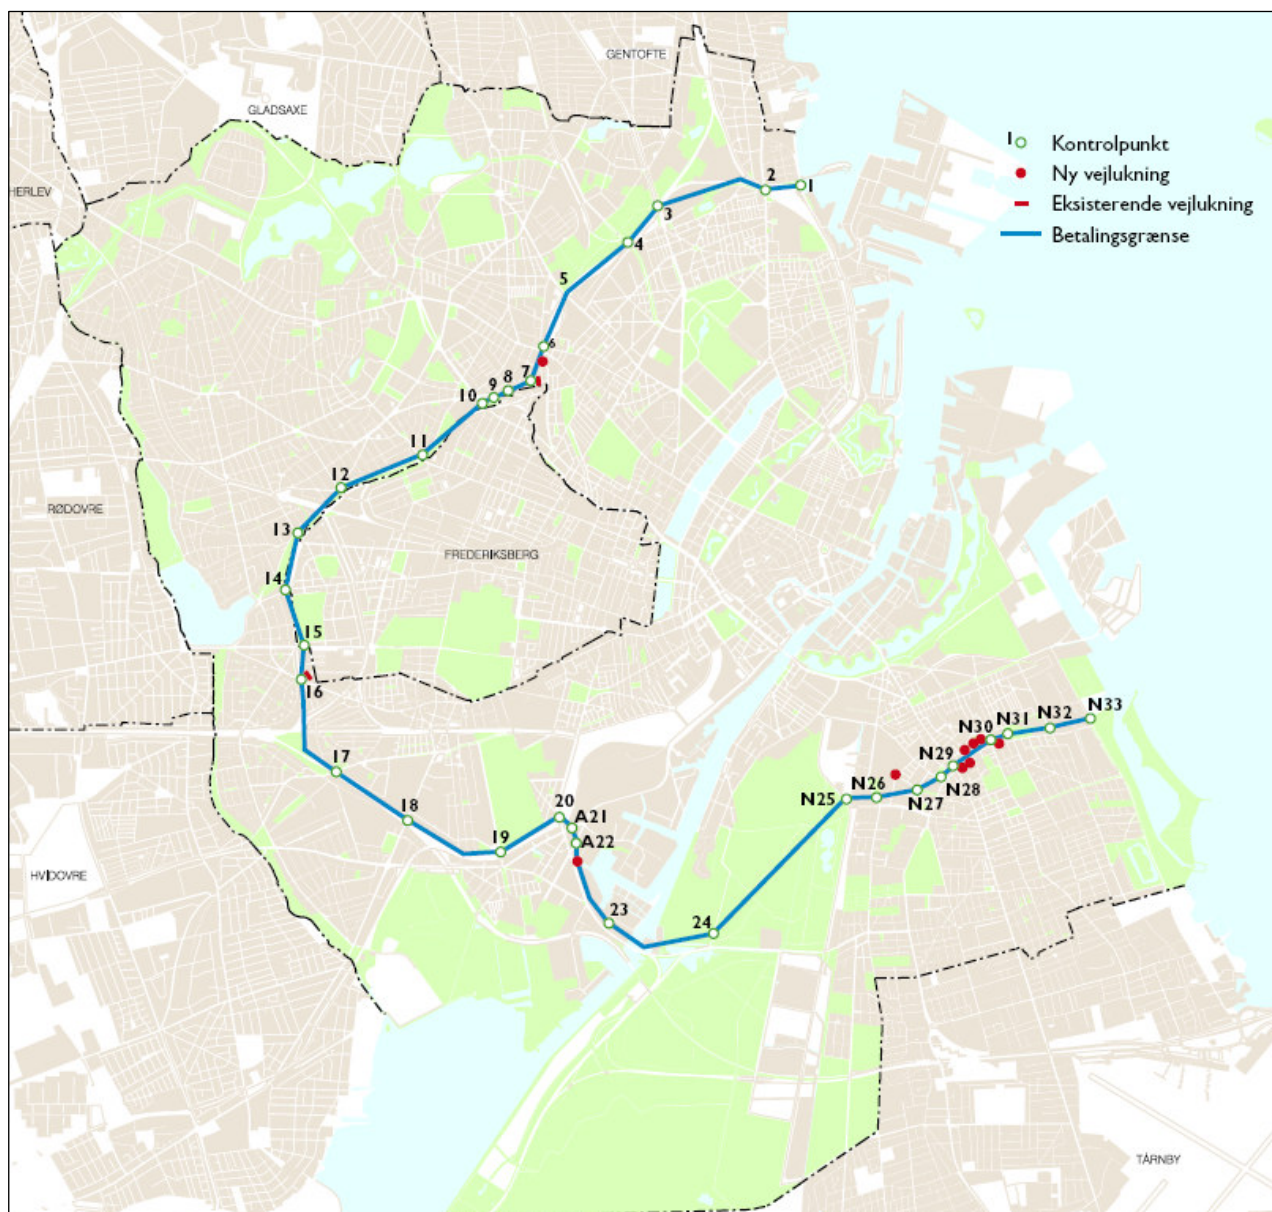 GENTOFTE
GLADSAXE
HERLEV
1 Kontrolpunkt
Ny vejlukning
Eksisterende vejlukning
Betalingsgrænse
2
1
3
4
5
6
7
8
9
10
11
12
13
RØDOVRE
FREDERIKSBERG
14
15
16
17
18
19
20
A21
A22
23
24
N25
N26
N27
N28
N29
N30
N31
N32
N33
HVIDOVRE
TÅRNBY